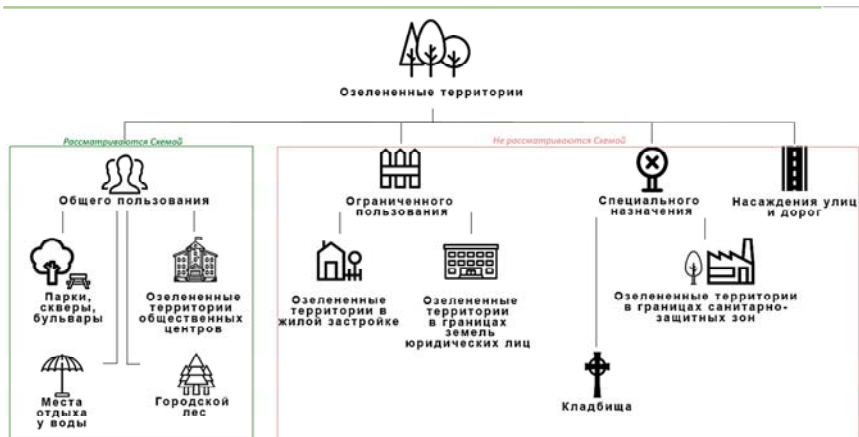 Озелененные территории
Рассматриваются Схемой
Не рассматриваются Схемой
Общего пользования
Ограниченного
пользования
Специального
назначения
Насаждения улиц
и дорог
Парки,
скверы,
бульвары
Озелененные
территории
общественных
центров
Озелененные
территории в
жилой застройке
Озелененные
территории
в границах
земель
юридических лиц
Озелененные территории
в границах санитарно-
защитных зон
Места
отдыха
у воды
Городской
лес
Кладбища